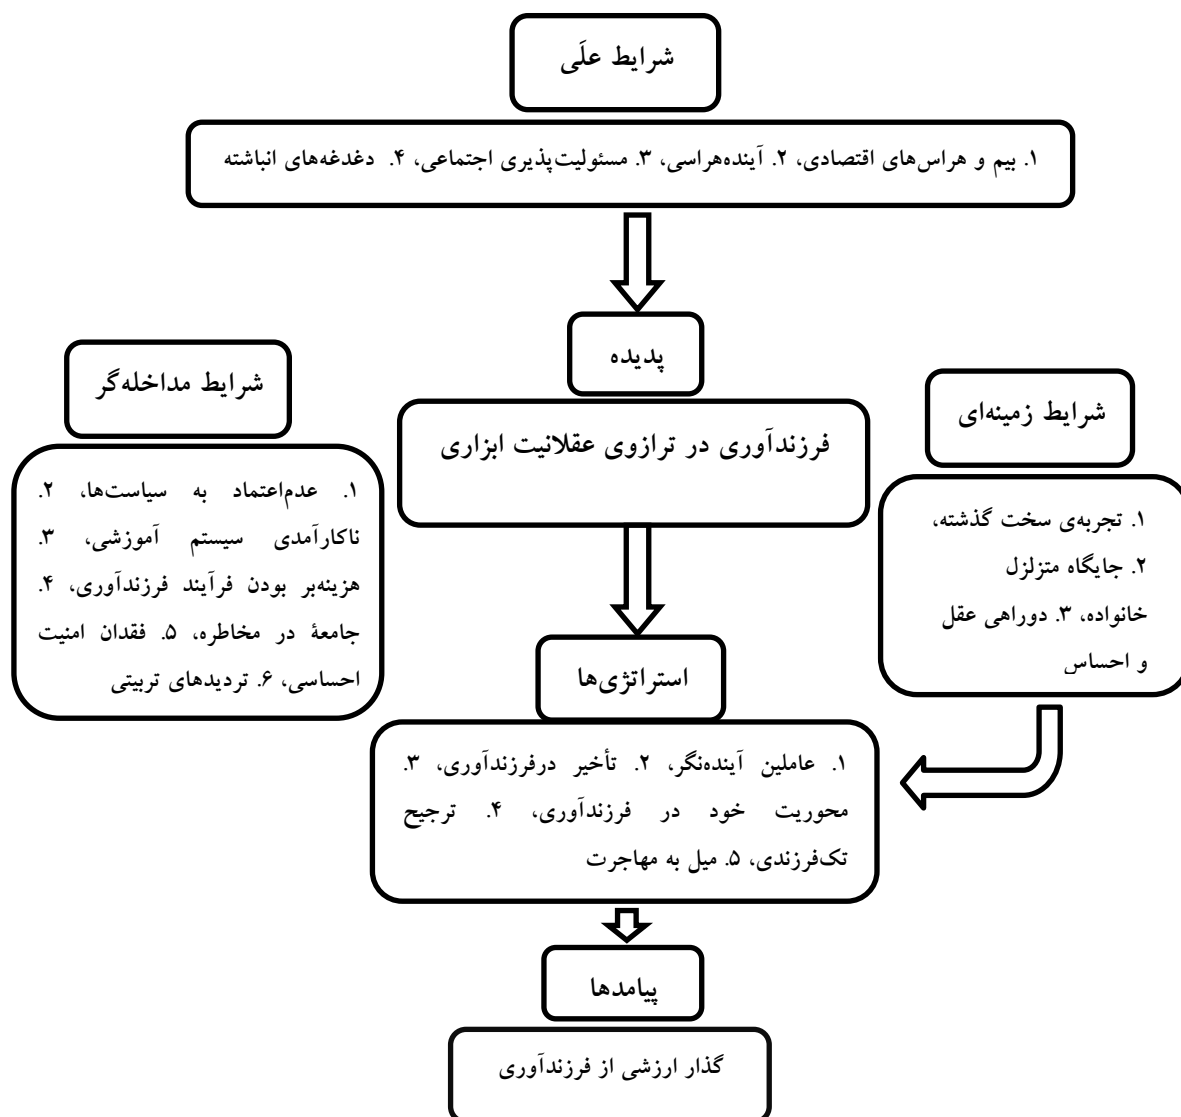 شرایط علَی
۱. بیم و هراس‌های اقتصادی، ۲. آینده‌هراسی، ۳. مسئولیت‌پذیری اجتماعی، ۴. دغدغه‌های انباشته
پدیده
فرزندآوری در ترازوی عقلانیت ابزاری
شرایط زمینه‌ای
۱. تجربه‌ی سخت گذشته،
۲. جایگاه متزلزل
خانواده، ۳. دوراهی عقل
و احساس
شرایط مداخله‌گر
۱. عدم‌اعتماد به سیاست‌ها، ۲.
ناکارآمدی سیستم آموزشی، ۳.
هزینه‌بر بودن فرآیند فرزندآوری، ۴.
جامعۀ در مخاطره، ۵. فقدان امنیت
احساسی، ۶. تردیدهای تربیتی
استراتژی‌ها
۱. عاملین آینده‌نگر، ۲. تأخیر درفرزندآوری، ۳.
محوریت خود در فرزندآوری، ۴. ترجیح
تک‌فرزندی، ۵. میل به مهاجرت
پیامدها
گذار ارزشی از فرزندآوری